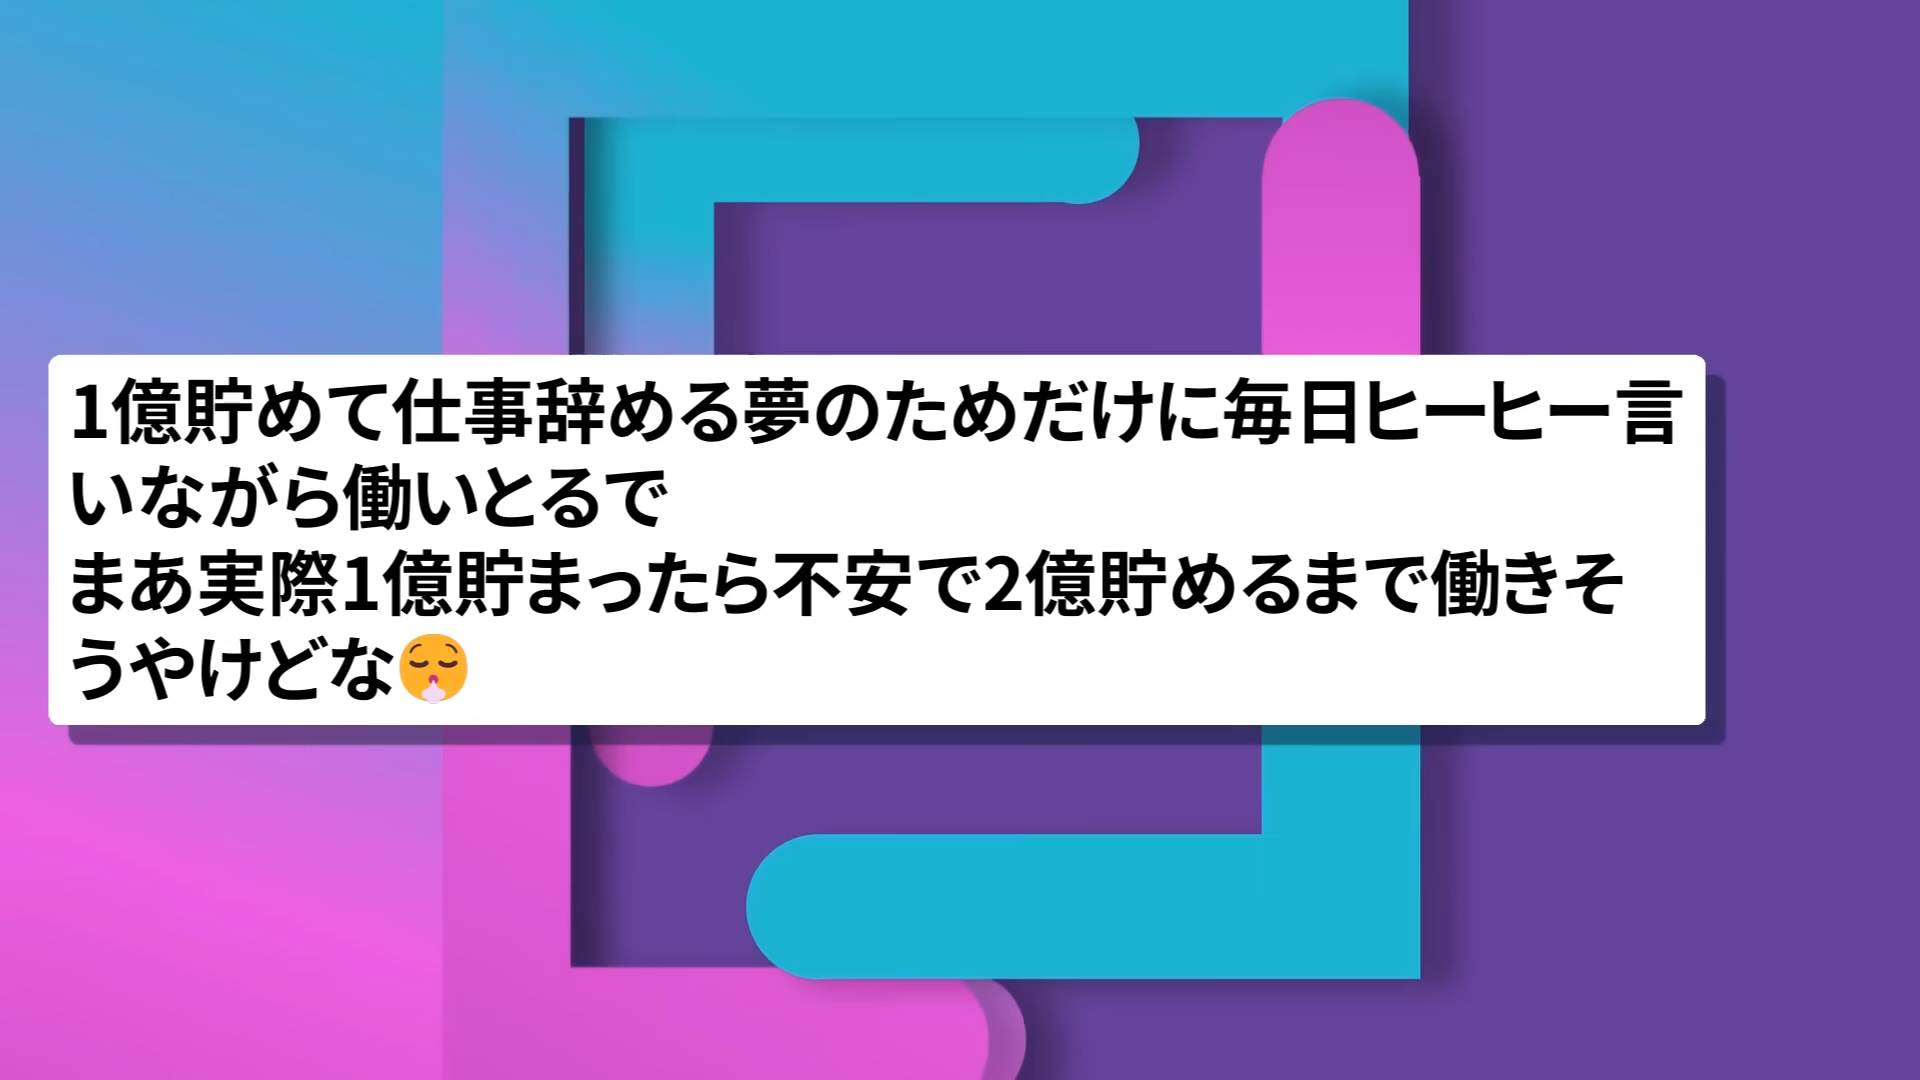 1億貯めて仕事辞める夢のためだけに毎日ヒーヒー言
いながら働いとるで
まあ実際1億貯まったら不安で2億貯めるまで働きそ
うやけどな😮‍💨